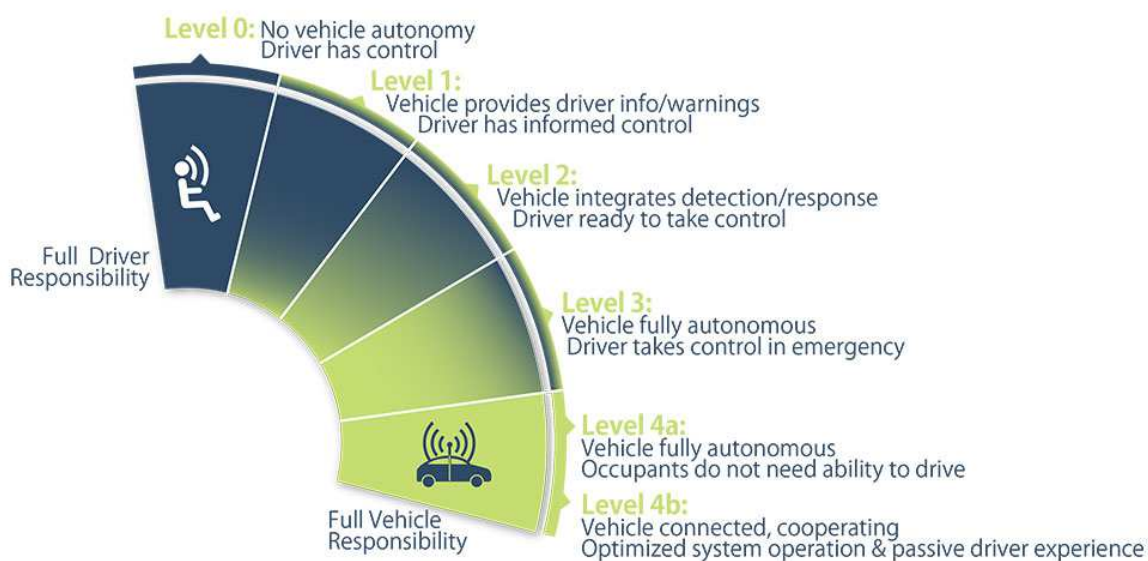 Level 0: No vehicle autonomy
Driver has control
Level 1:
Vehicle provides driver info/warnings
Driver has informed control
Level 2:
Vehicle integrates detection/response
Driver ready to take control
Full Driver
Responsibility
Level 3:
Vehicle fully autonomous
Driver takes control in emergency
Level 4a:
Vehicle fully autonomous
Occupants do not need ability to drive
Level 4b:
Vehicle connected, cooperating
Optimized system operation & passive driver experience
Full Vehicle
Responsibility